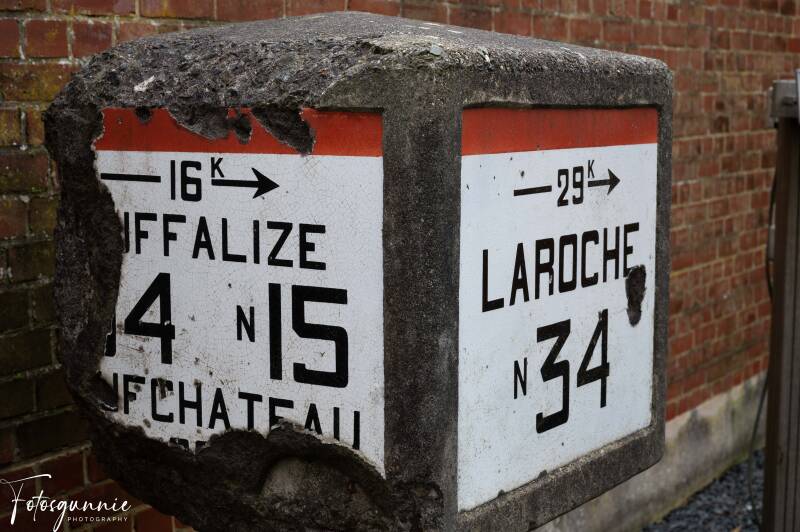 16K
UFFALIZE
4 N15
UFCHATEAU
29K
LAROCHE
N34
Fotosgunnie
PHOTOGRAPHY